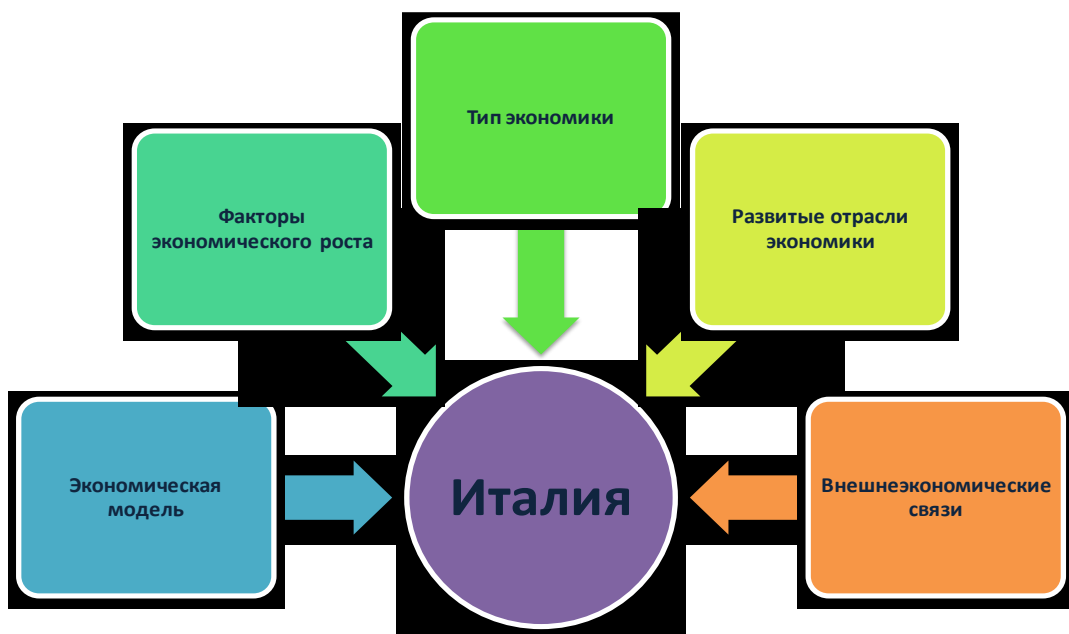 Тип экономики
Факторы
экономического роста
Развитые отрасли
экономики
Экономическая
модель
Италия
Внешнеэкономические
связи